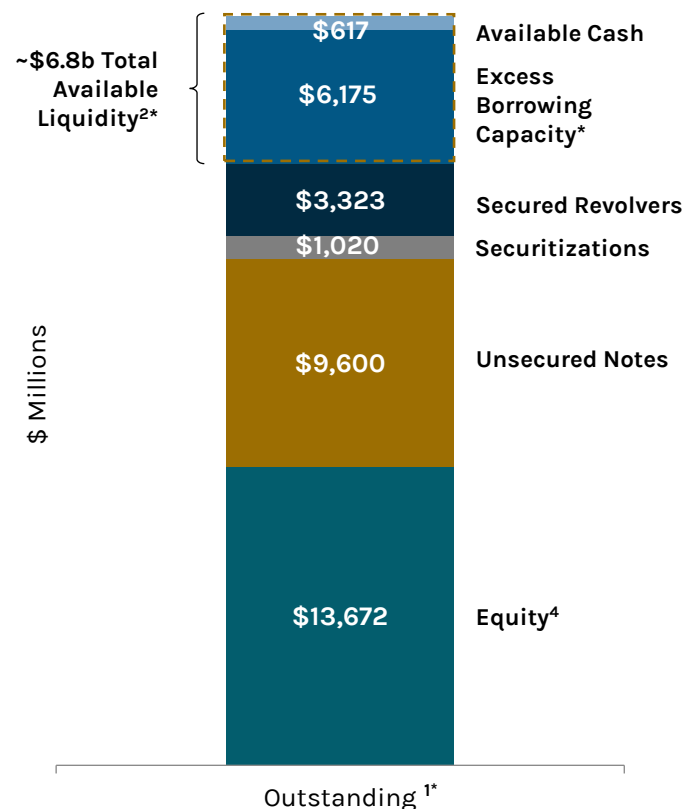 ~$6.8b Total
Available
Liquidity²*
$617
Available Cash
$6,175
Excess
Borrowing
Capacity*
$3,323
Secured Revolvers
$1,020
Securitizations
$9,600
Unsecured Notes
$ Millions
$13,672
Equity⁴
Outstanding ¹*